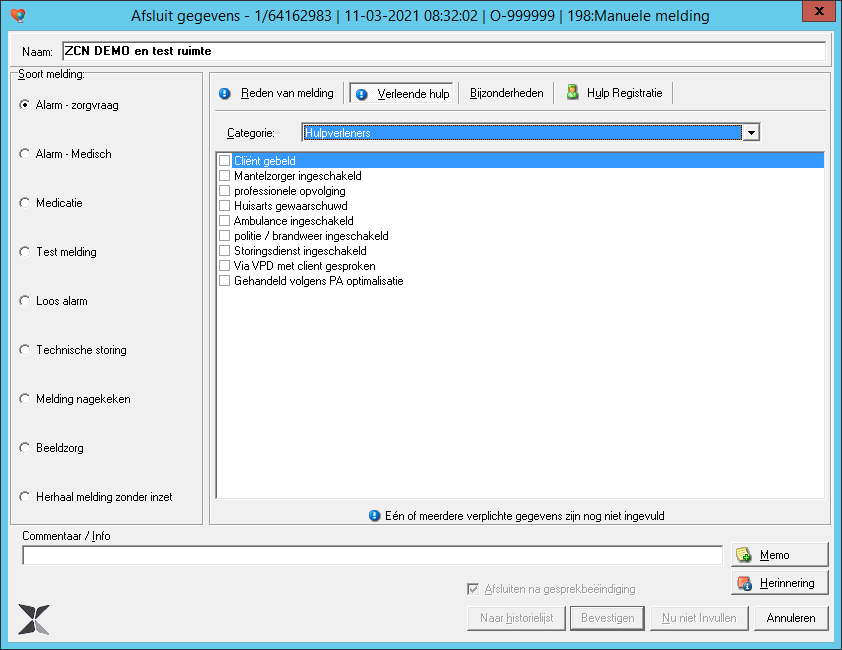 Afsluit gegevens - 1/64162983 | 11-03-2021 08:32:02 | O-999999 | 198:Manuele melding
x
Naam: ZCN DEMO en test ruimte
Soort melding:
Alarm - zorgvraag
Alarm - Medisch
Medicatie
Test melding
Loos alarm
Technische storing
Melding nagekeken
Beeldzorg
Herhaal melding zonder inzet
Reden van melding
Verleende hulp
Bijzonderheden
Hulp Registratie
Categorie: Hulpverleners
Cliënt gebeld
Mantelzorger ingeschakeld
professionele opvolging
Huisarts gewaarschuwd
Ambulance ingeschakeld
politie / brandweer ingeschakeld
Storingsdienst ingeschakeld
Via VPD met client gesproken
Gehandeld volgens PA optimalisatie
Eén of meerdere verplichte gegevens zijn nog niet ingevuld
Commentaar / Info
Memo
Herinnering
Afsluiten na gesprekbeëindiging
Naar historielijst
Bevestigen
Nu niet Invullen
Annuleren